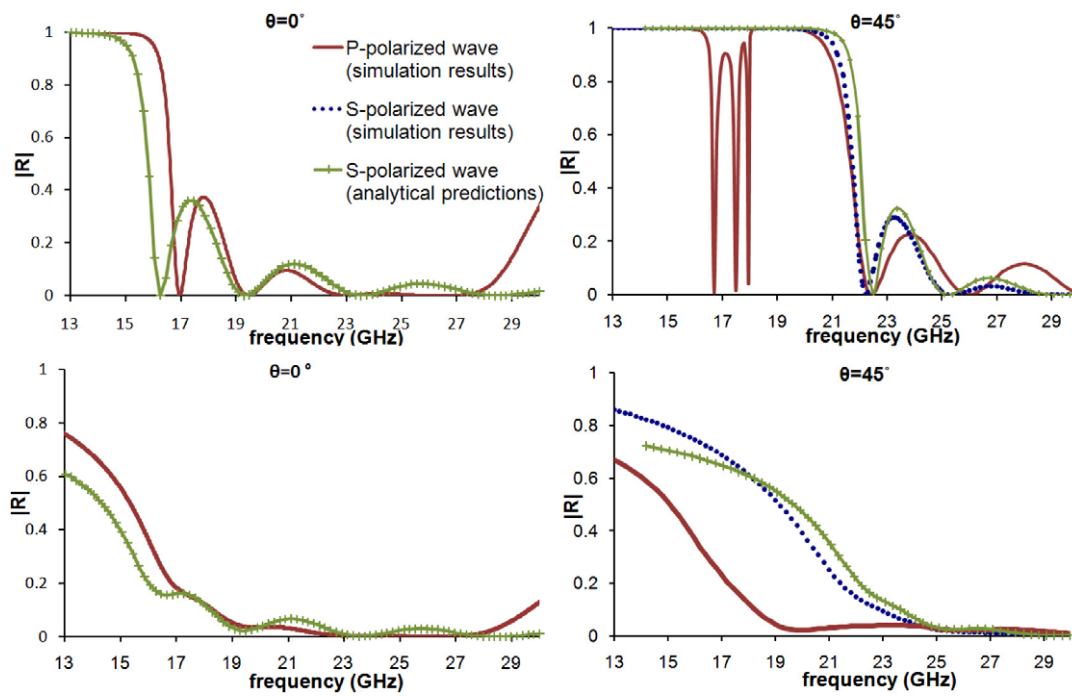 θ=0°
1
0.8
0.6
0.4
0.2
0
|R|
13 15 17 19 21 23 25 27 29
frequency (GHz)
P-polarized wave
(simulation results)
S-polarized wave
(simulation results)
S-polarized wave
(analytical predictions)
θ=45°
1
0.8
0.6
0.4
0.2
0
|R|
13 15 17 19 21 23 25 27 29
frequency (GHz)
θ=0°
1
0.8
0.6
0.4
0.2
0
|R|
13 15 17 19 21 23 25 27 29
frequency (GHz)
θ=45°
1
0.8
0.6
0.4
0.2
0
|R|
13 15 17 19 21 23 25 27 29
frequency (GHz)